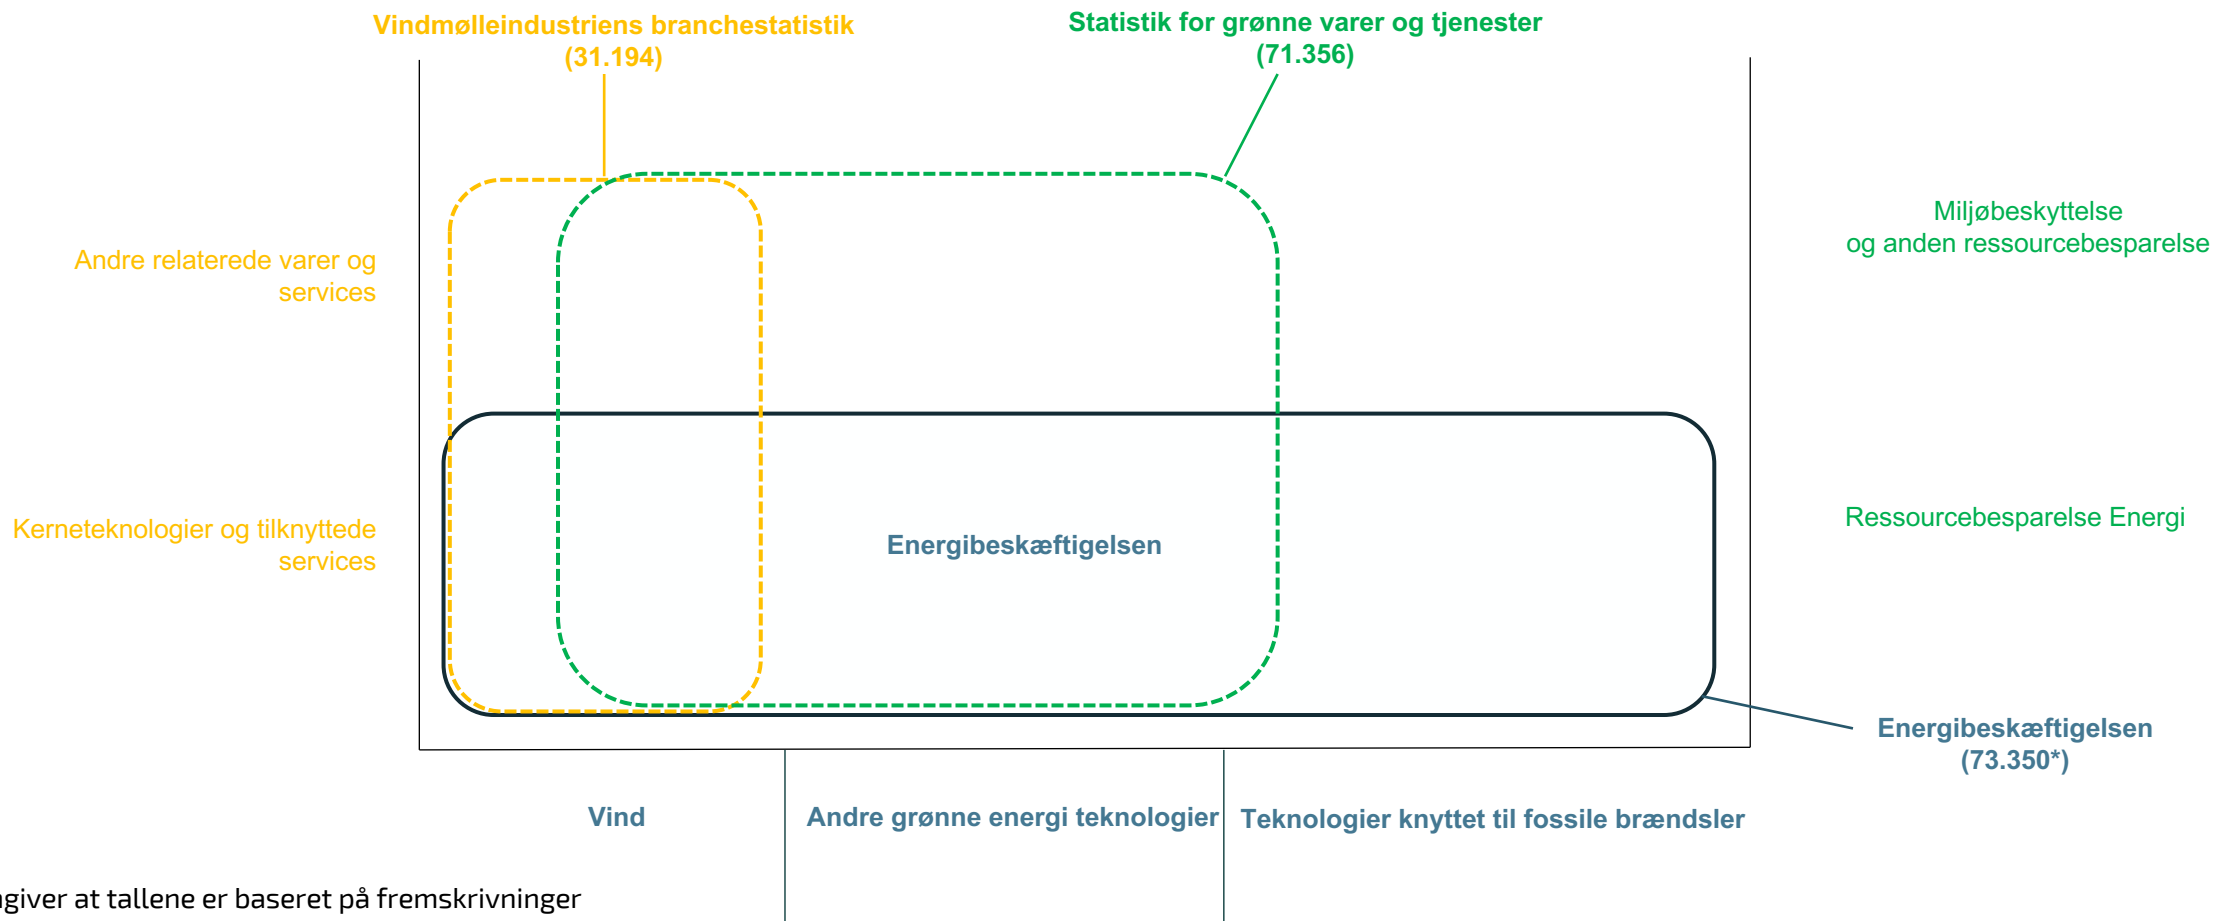 Vindmølleindustriens branchestatistik
(31.194)
Statistik for grønne varer og tjenester
(71.356)
Andre relaterede varer og
services
Miljøbeskyttelse
og anden ressourcebesparelse
Kerneteknologier og tilknyttede
services
Energibeskæftigelsen
Ressourcebesparelse Energi
Energibeskæftigelsen
(73.350*)
Vind
Andre grønne energi teknologier
Teknologier knyttet til fossile brændsler
at tallene er baseret på fremskrivninger